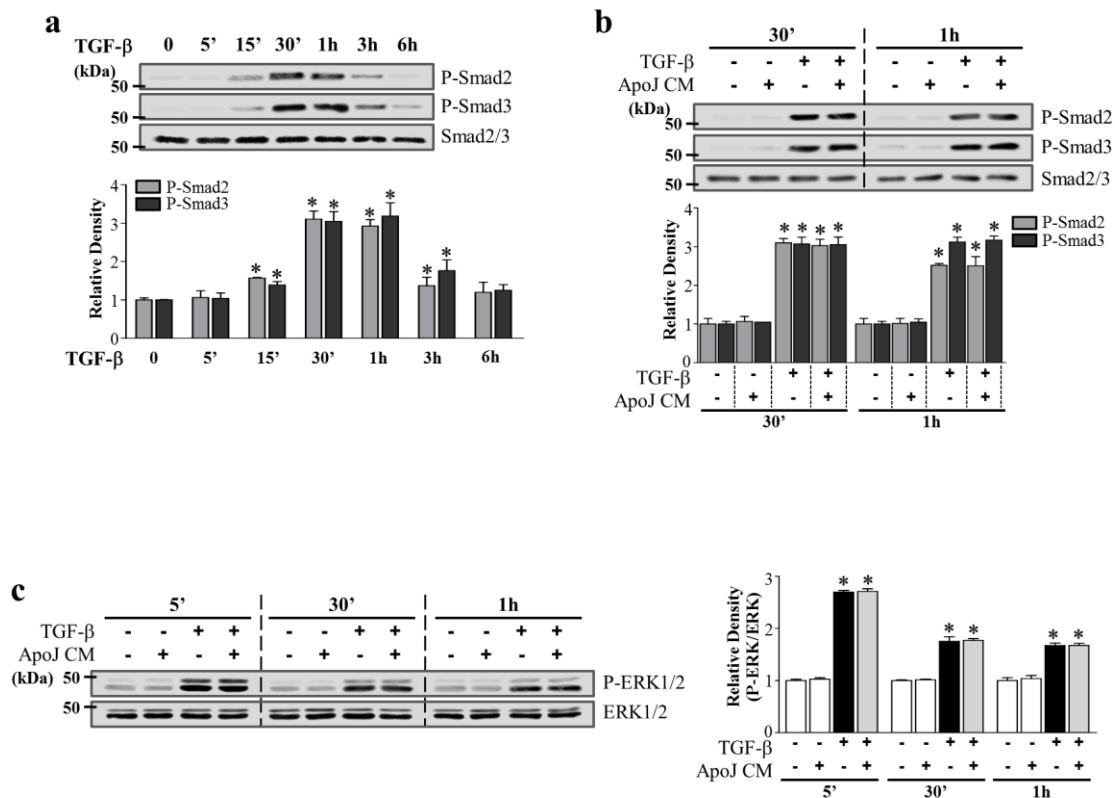 a
TGF-β 0 5' 15' 30' 1h 3h 6h
(kDa)
50 P-Smad2
50 P-Smad3
Smad2/3
P-Smad2
P-Smad3
Relative Density
4
3
2
1
0
* * * * * * * *
TGF-β 0 5' 15' 30' 1h 3h 6h
b
30' 1h
TGF-β - - + + - - + +
ApoJ CM - + - + - + - +
(kDa)
50 P-Smad2
50 P-Smad3
50 Smad2/3
P-Smad2
P-Smad3
Relative Density
4
3
2
1
0
* * * * * * * *
TGF-β - - + + - - + +
ApoJ CM - + - + - + - +
30' 1h
c
5' 30' 1h
TGF-β - - + + - - + + - - + +
ApoJ CM - + - + - + - + - + - +
(kDa)
50 P-ERK1/2
50 ERK1/2
Relative Density
(P-ERK/ERK)
3
2
1
0
* * * * * *
TGF-β - - + + - - + + - - + +
ApoJ CM - + - + - + - + - + - +
5' 30' 1h